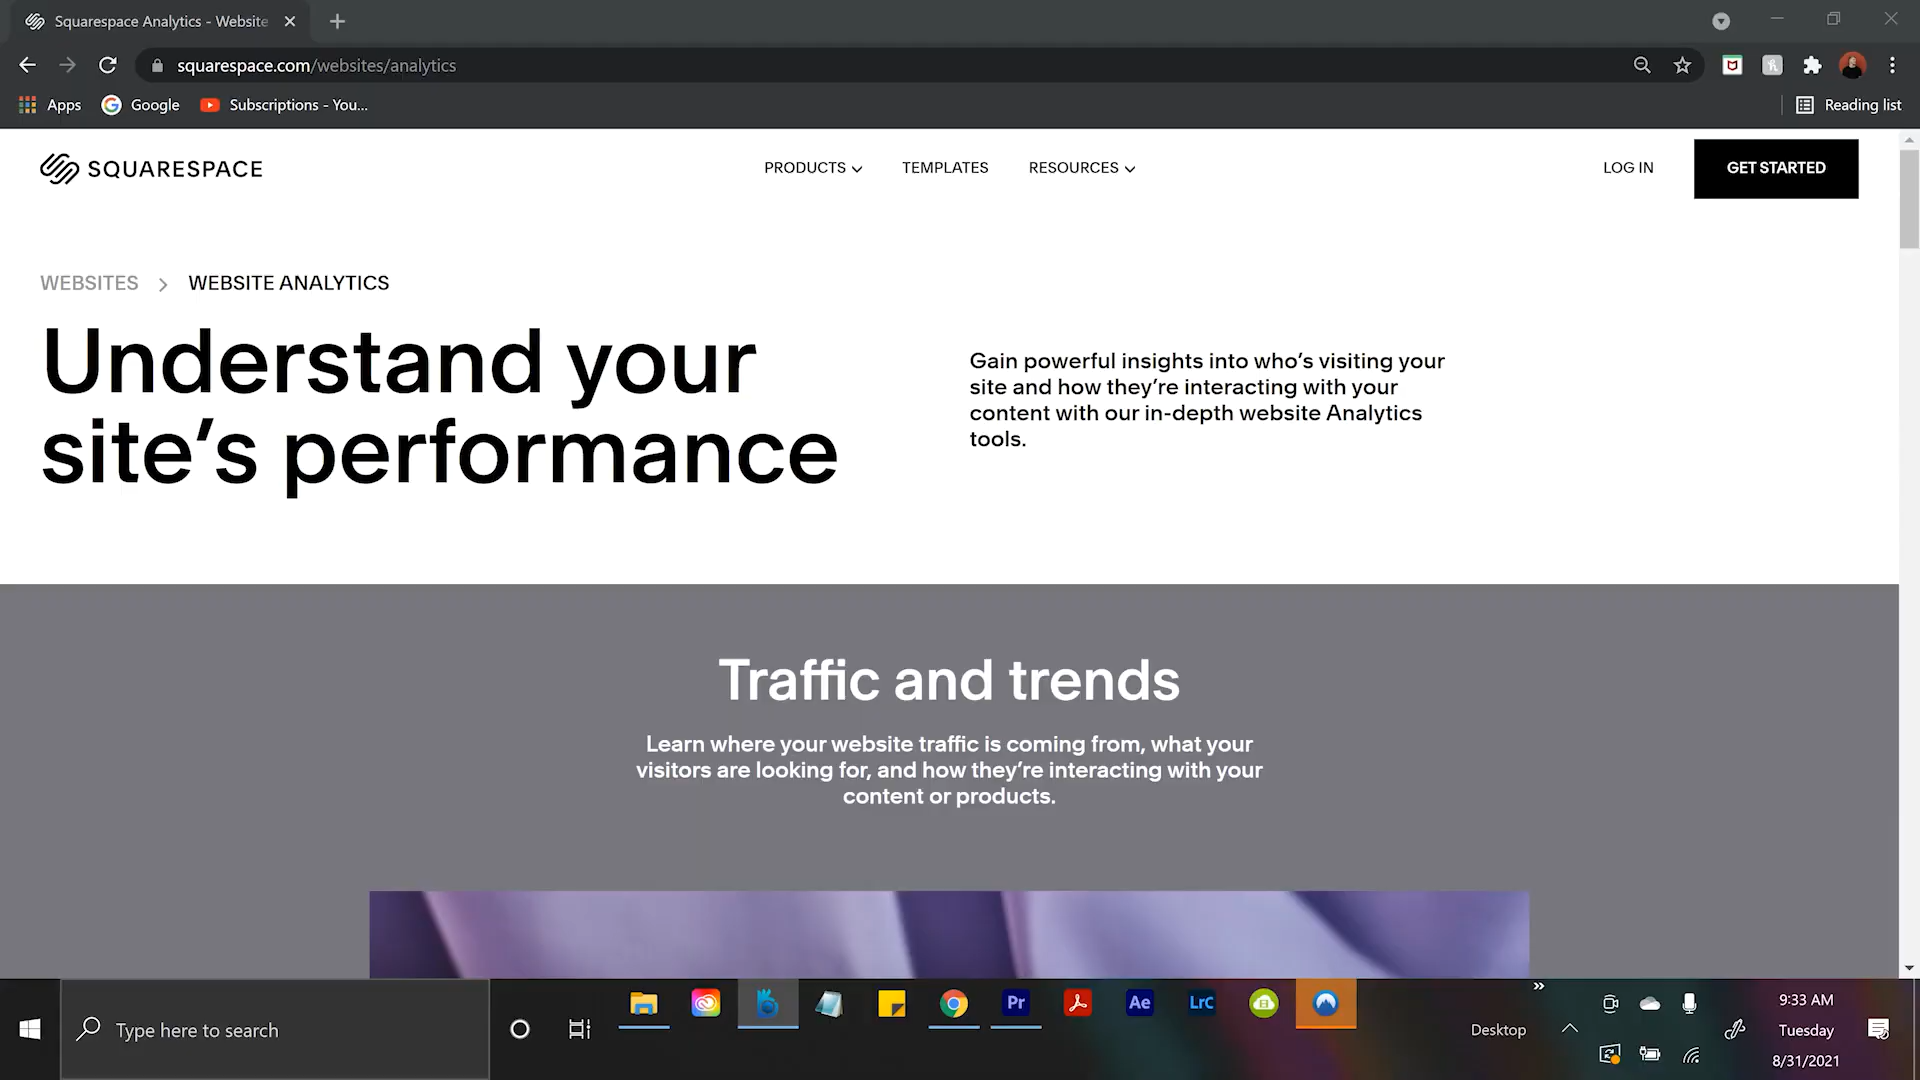 Squarespace Analytics - Website
squarespace.com/websites/analytics
Apps
Google
Subscriptions - You...
Reading list
SQUARESPACE
PRODUCTS
TEMPLATES
RESOURCES
LOG IN
GET STARTED
WEBSITES
WEBSITE ANALYTICS
Understand your
site’s performance
Gain powerful insights into who’s visiting your
site and how they’re interacting with your
content with our in-depth website Analytics
tools.
Traffic and trends
Learn where your website traffic is coming from, what your
visitors are looking for, and how they’re interacting with your
content or products.
Type here to search
Pr
Ae
LrC
Desktop
9:33 AM
Tuesday
8/31/2021